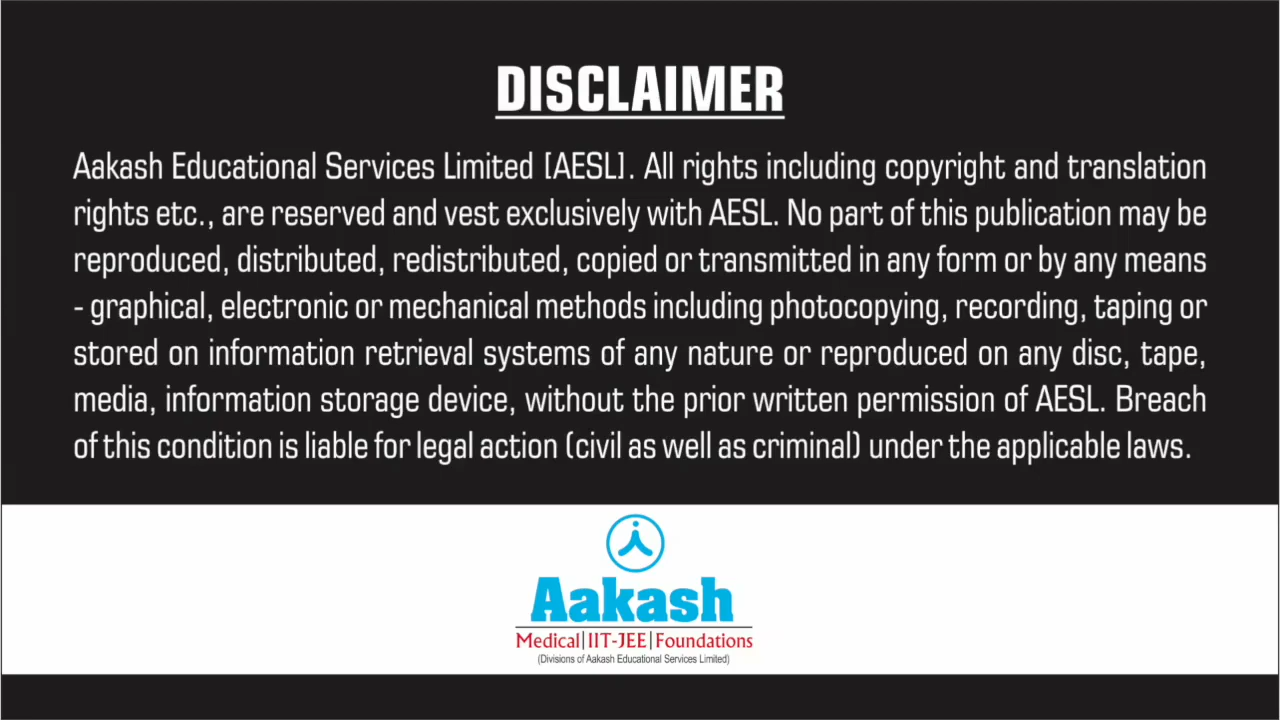 DISCLAIMER
Aakash Educational Services Limited [AESL]. All rights including copyright and translation
rights etc., are reserved and vest exclusively with AESL. No part of this publication may be
reproduced, distributed, redistributed, copied or transmitted in any form or by any means
- graphical, electronic or mechanical methods including photocopying, recording, taping or
stored on information retrieval systems of any nature or reproduced on any disc, tape,
media, information storage device, without the prior written permission of AESL. Breach
of this condition is liable for legal action (civil as well as criminal) under the applicable laws.
Aakash
Medical|IIT-JEE|Foundations
(Divisions of Aakash Educational Services Limited)